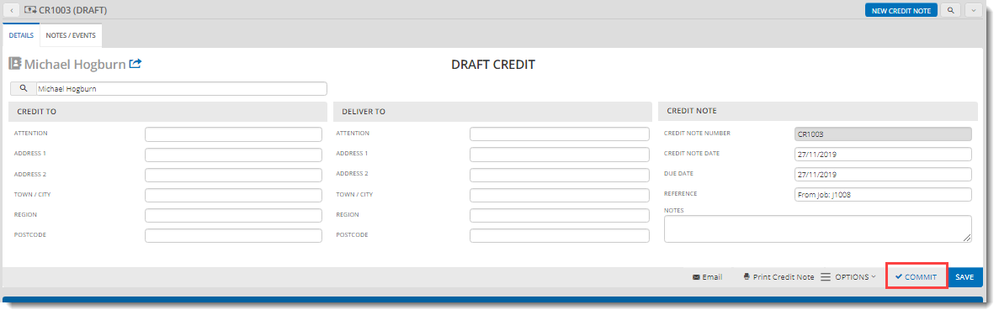 CR1003 (DRAFT) NEW CREDIT NOTE
DETAILS NOTES / EVENTS
Michael Hogburn DRAFT CREDIT
Michael Hogburn
CREDIT TO DELIVER TO CREDIT NOTE
ATTENTION ATTENTION CREDIT NOTE NUMBER CR1003
ADDRESS 1 ADDRESS 1 CREDIT NOTE DATE 27/11/2019
ADDRESS 2 ADDRESS 2 DUE DATE 27/11/2019
TOWN / CITY TOWN / CITY REFERENCE From Job: J1008
REGION REGION NOTES
POSTCODE POSTCODE
Email Print Credit Note OPTIONS COMMIT SAVE